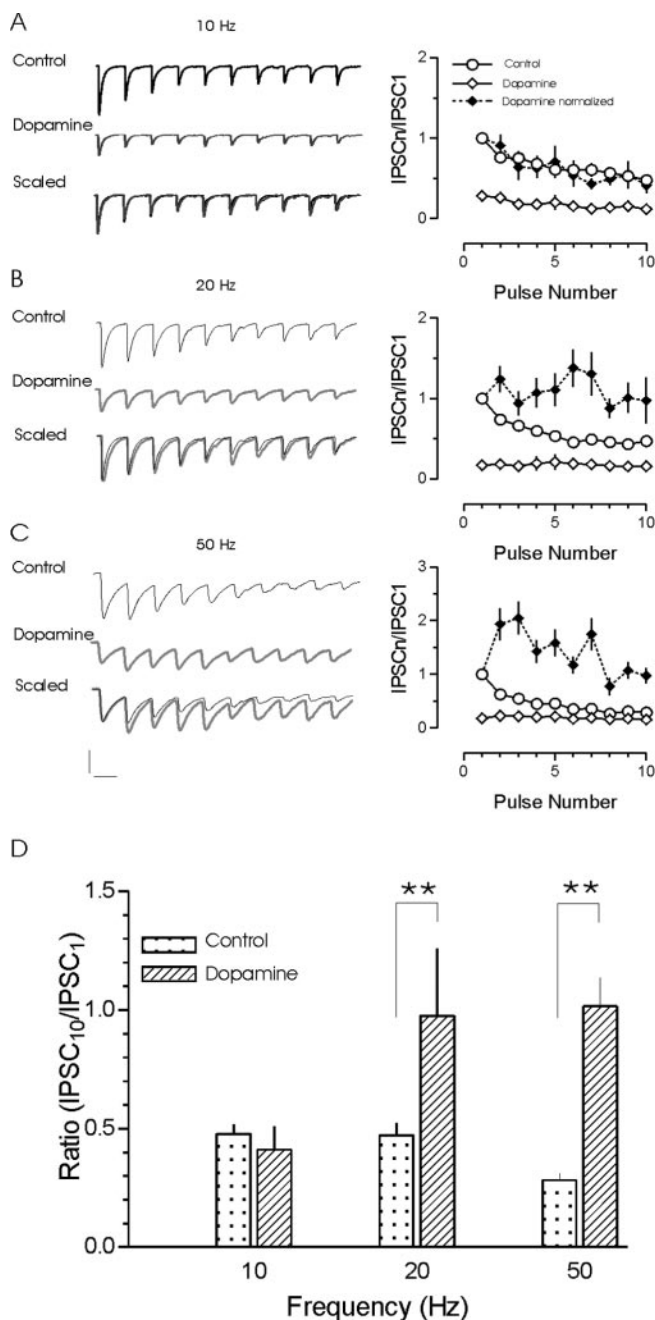 A
10 Hz
Control
Dopamine
Scaled
2
1
0
IPSCn/IPSC1
Control
Dopamine
Dopamine normalized
0 5 10
Pulse Number
B
20 Hz
Control
Dopamine
Scaled
2
1
0
IPSCn/IPSC1
0 5 10
Pulse Number
C
50 Hz
Control
Dopamine
Scaled
3
2
1
0
IPSCn/IPSC1
0 5 10
Pulse Number
D
1.5
1.0
0.5
0.0
Ratio (IPSC10/IPSC1)
Control
Dopamine
**
**
10 20 50
Frequency (Hz)